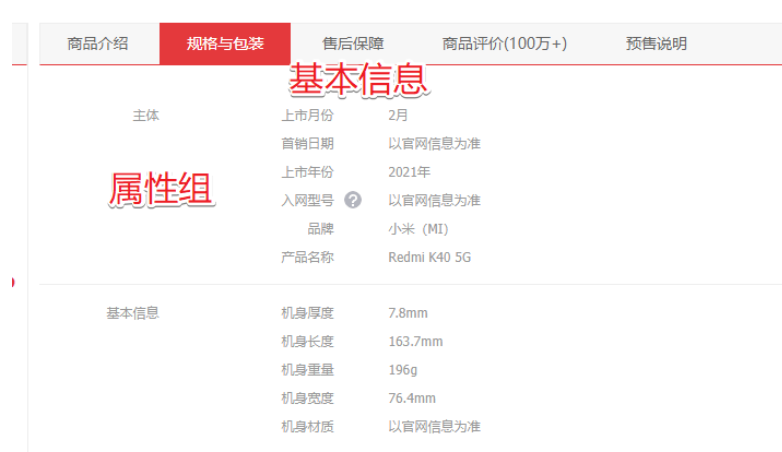 商品介绍 规格与包装 售后保障 商品评价(100万+) 预售说明
基本信息
主体 上市月份 2月
首销日期 以官网信息为准
上市年份 2021年
属性组
入网型号 ? 以官网信息为准
品牌 小米（MI）
产品名称 Redmi K40 5G
基本信息 机身厚度 7.8mm
机身长度 163.7mm
机身重量 196g
机身宽度 76.4mm
机身材质 以官网信息为准